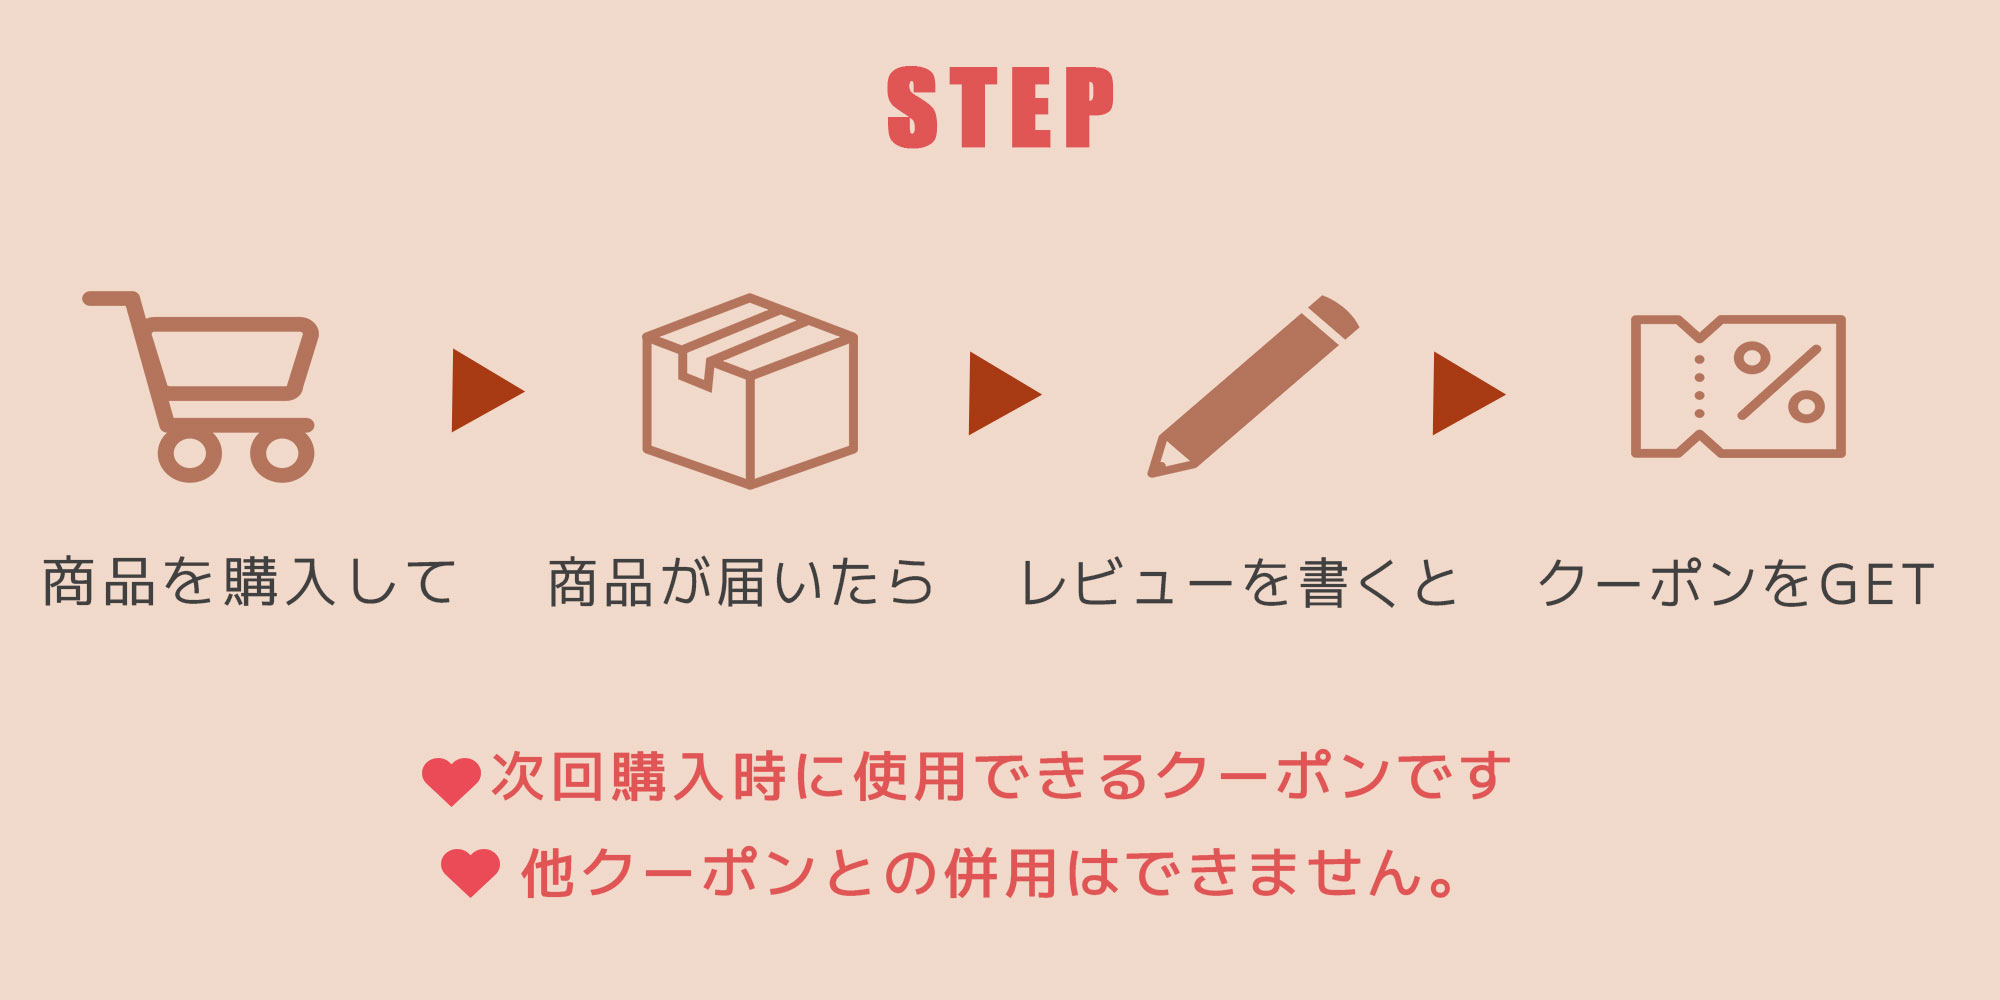 STEP
商品を購入して
商品が届いたら
レビューを書くと
クーポンをGET
次回購入時に使用できるクーポンです
他クーポンとの併用はできません。